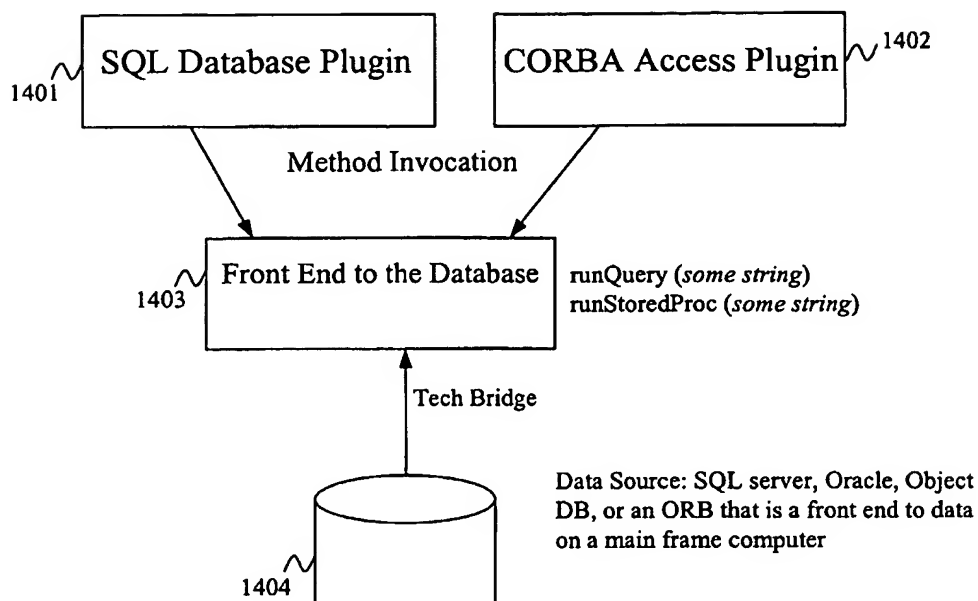 SQL Database Plugin
CORBA Access Plugin
1402
1401
Method Invocation
Front End to the Database
runQuery (some string)
runStoredProc (some string)
1403
Tech Bridge
Data Source: SQL server, Oracle, Object
DB, or an ORB that is a front end to data
on a main frame computer
1404